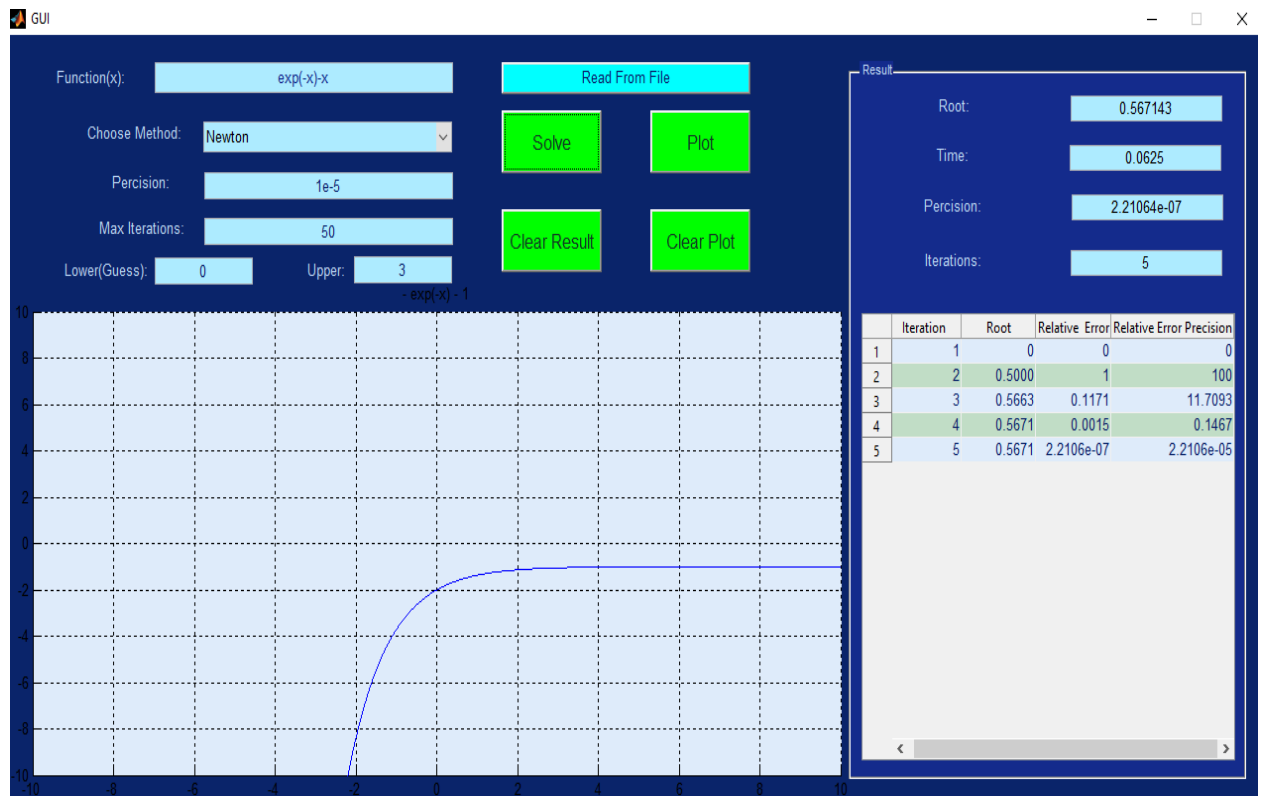 GUI
Function(x): exp(-x)-x
Read From File
Choose Method: Newton
Solve
Plot
Percision: 1e-5
Max Iterations: 50
Clear Result
Clear Plot
Lower(Guess): 0
Upper: 3
Result
Root: 0.567143
Time: 0.0625
Percision: 2.21064e-07
Iterations: 5
- exp(-x) - 1
10
8
6
4
2
0
-2
-4
-6
-8
-10
-10 -8 -6 -4 -2 0 2 4 6 8 10
Iteration Root Relative Error Relative Error Precision
1 1 0 0 0
2 2 0.5000 1 100
3 3 0.5663 0.1171 11.7093
4 4 0.5671 0.0015 0.1467
5 5 0.5671 2.2106e-07 2.2106e-05